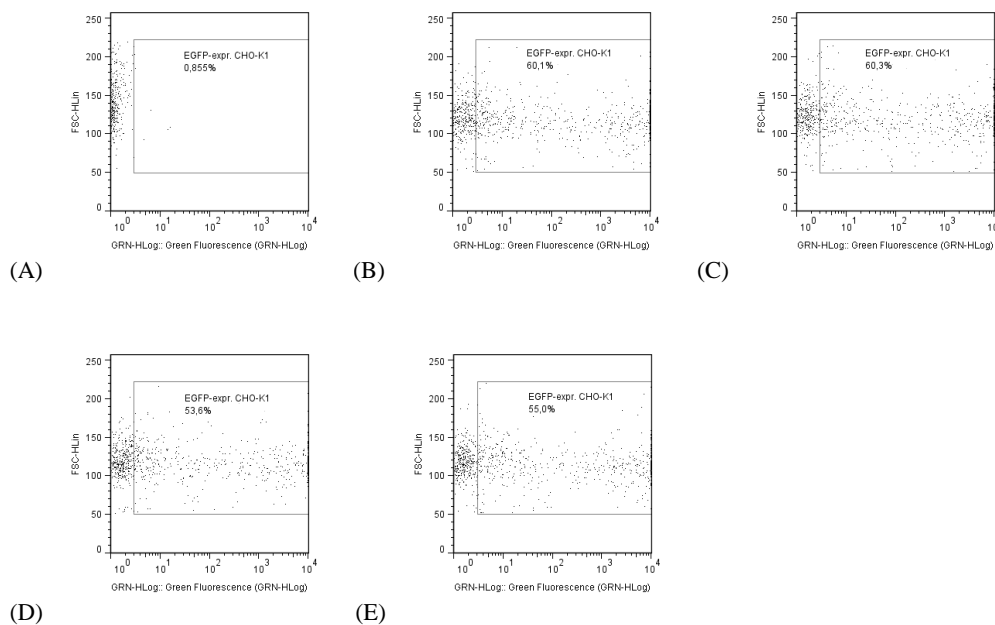 250
200
150
100
50
0
FSC-HLin
EGFP-expr. CHO-K1
0,855%
10^0 10^1 10^2 10^3 10^4
GRN-HLog:: Green Fluorescence (GRN-HLog)
(A)
250
200
150
100
50
0
FSC-HLin
EGFP-expr. CHO-K1
60,1%
10^0 10^1 10^2 10^3 10^4
GRN-HLog:: Green Fluorescence (GRN-HLog)
(B)
250
200
150
100
50
0
FSC-HLin
EGFP-expr. CHO-K1
60,3%
10^0 10^1 10^2 10^3 10^4
GRN-HLog:: Green Fluorescence (GRN-HLog)
(C)
250
200
150
100
50
0
FSC-HLin
EGFP-expr. CHO-K1
53,6%
10^0 10^1 10^2 10^3 10^4
GRN-HLog:: Green Fluorescence (GRN-HLog)
(D)
250
200
150
100
50
0
FSC-HLin
EGFP-expr. CHO-K1
55,0%
10^0 10^1 10^2 10^3 10^4
GRN-HLog:: Green Fluorescence (GRN-HLog)
(E)